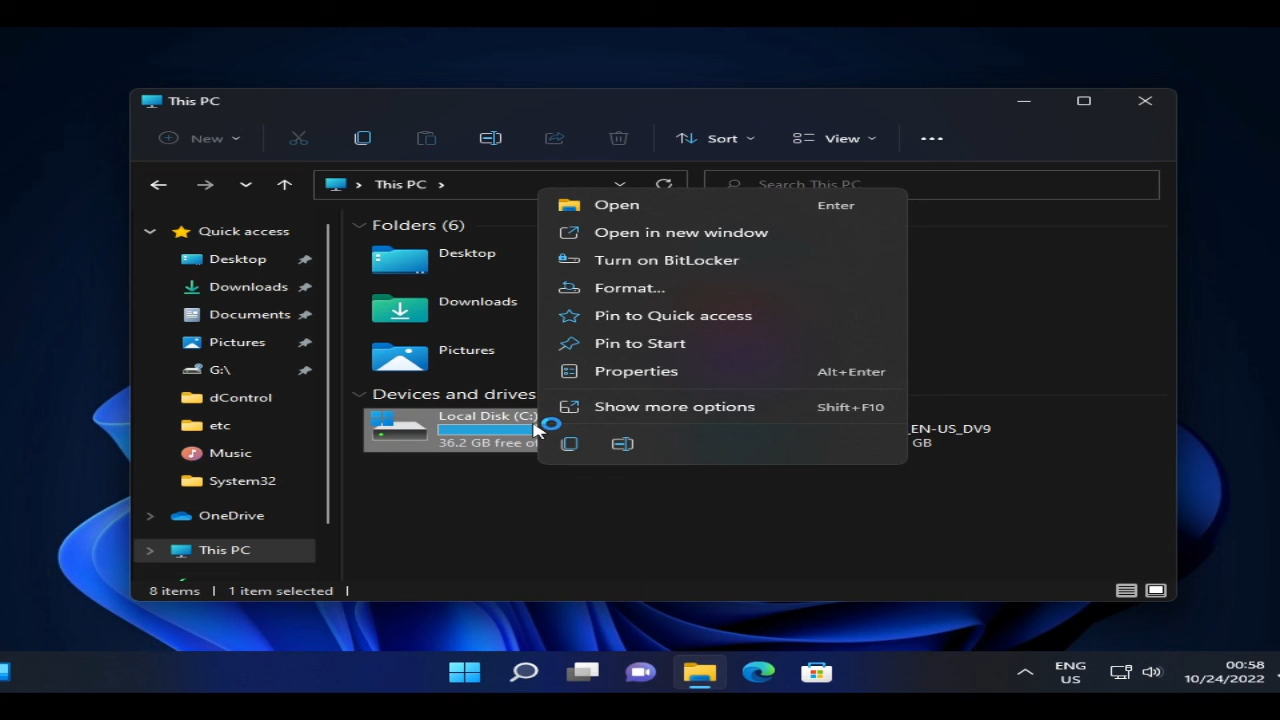 This PC
New
Sort
View
This PC
Search This PC
Quick access
Desktop
Downloads
Documents
Pictures
G:\
dControl
etc
Music
System32
OneDrive
This PC
Folders (6)
Desktop
Downloads
Pictures
Devices and drives
Local Disk (C:)
36.2 GB free of
_EN-US_DV9
GB
Open Enter
Open in new window
Turn on BitLocker
Format...
Pin to Quick access
Pin to Start
Properties Alt+Enter
Show more options Shift+F10
8 items 1 item selected
ENG
US
00:58
10/24/2022